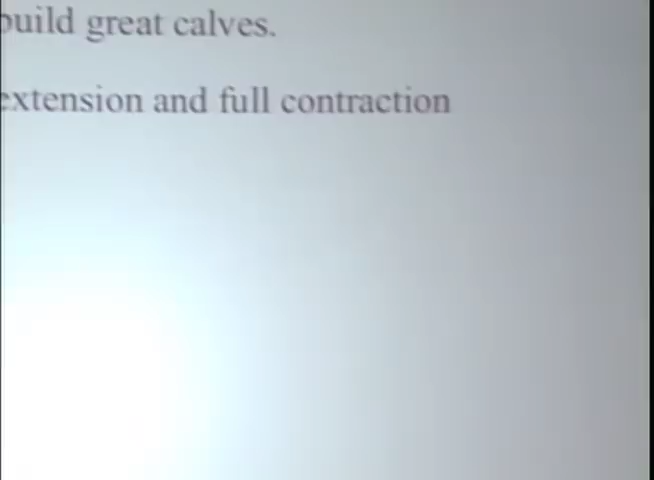 build great calves.
extension and full contraction